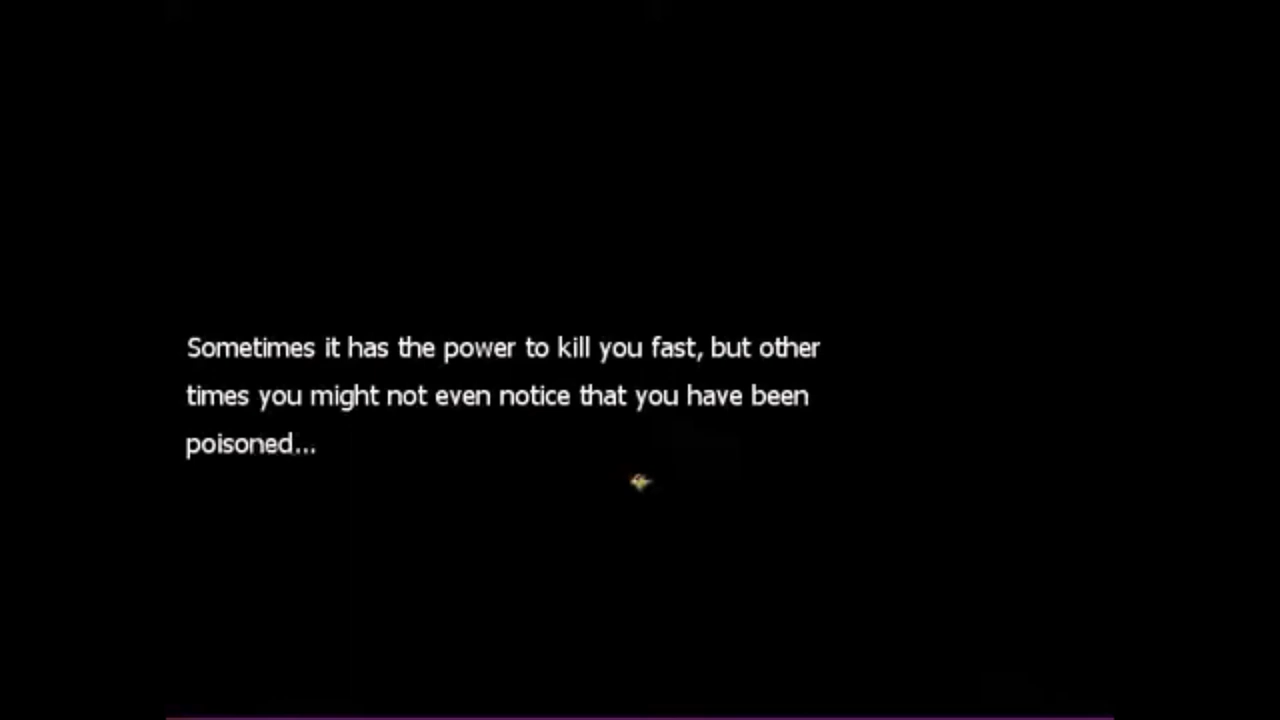 Sometimes it has the power to kill you fast, but other
times you might not even notice that you have been
poisoned...